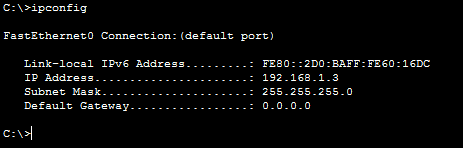 C:\>ipconfig
FastEthernet0 Connection:(default port)
Link-local IPv6 Address.........: FE80::2D0:BAFF:FE60:16DC
IP Address......................: 192.168.1.3
Subnet Mask.....................: 255.255.255.0
Default Gateway.................: 0.0.0.0
C:\>